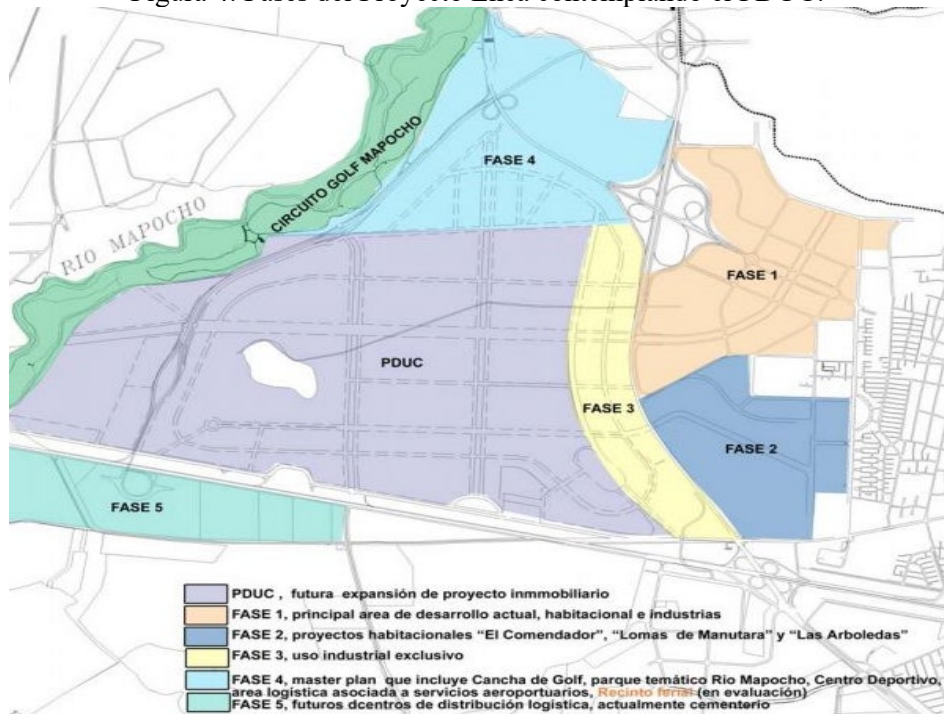 FASE 4
CIRCUITO GOLF MAPOCHO
RIO MAPOCHO
FASE 1
PDUC
FASE 3
FASE 2
FASE 5
PDUC , futura expansión de proyecto inmmobiliario
FASE 1, principal area de desarrollo actual, habitacional e industrias
FASE 2, proyectos habitacionales “El Comendador”, “Lomas de Manutara” y “Las Arboledas”
FASE 3, uso industrial exclusivo
FASE 4, master plan que incluye Cancha de Golf, parque temático Rio Mapocho, Centro Deportivo,
area logística asociada a servicios aeroportuarios, Recinto ferial (en evaluación)
FASE 5, futuros dcentros de distribución logística, actualmente cementerio